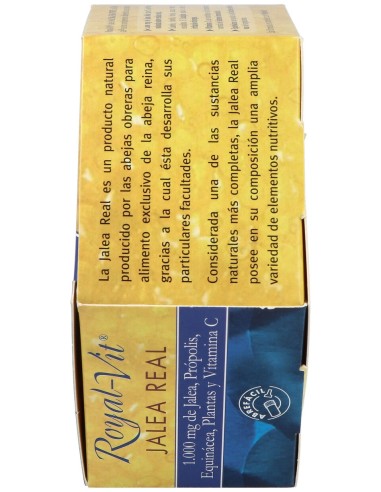 La Jalea Real es un producto natural
producido por las abejas obreras para
alimento exclusivo de la abeja reina,
gracias a la cual ésta desarrolla sus
particulares facultades.
Considerada una de las sustancias
naturales más completas, la Jalea Real
posee en su composición una amplia
variedad de elementos nutritivos.
Royal-Vit®
JALEA REAL
1.000 mg de Jalea, Própolis,
Equinácea, Plantas y Vitamina C
ABREFÁCIL